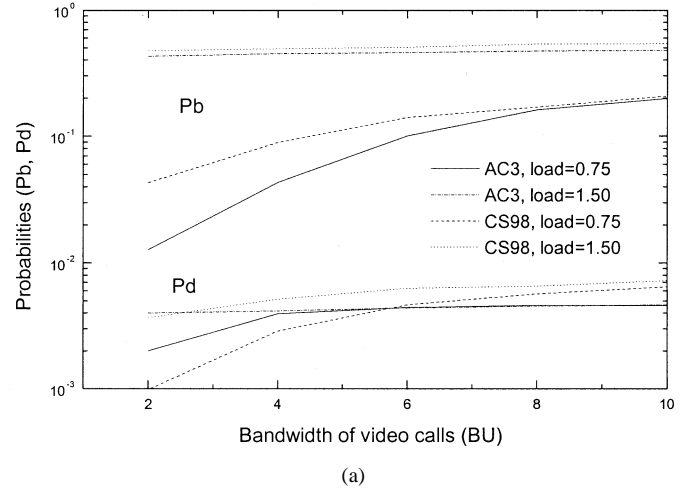 10^0
Pb
10^-1
AC3, load=0.75
AC3, load=1.50
CS98, load=0.75
CS98, load=1.50
10^-2
Pd
10^-3
Probabilities (Pb, Pd)
2 4 6 8 10
Bandwidth of video calls (BU)
(a)